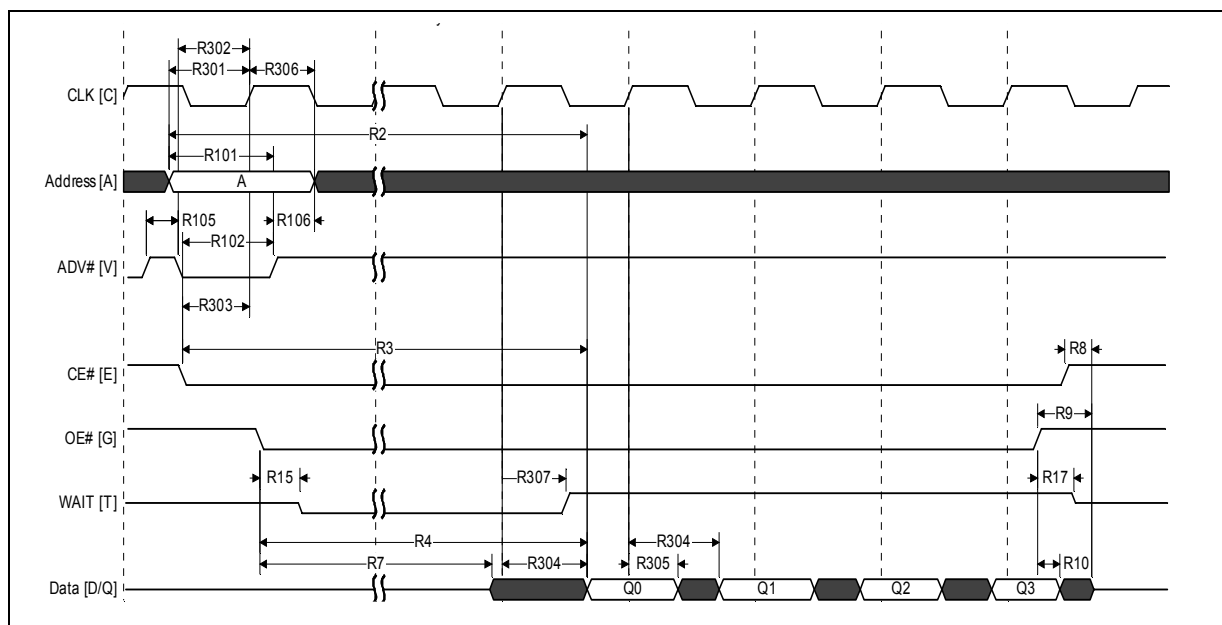 R302
R301 R306
CLK [C]
R2
R101
Address [A] A
R105 R106
R102
ADV# [V]
R303
R3
CE# [E] R8
R9
OE# [G]
R15 R307 R17
WAIT [T]
R4 R304
R7 R304 R305 R10
Data [D/Q] Q0 Q1 Q2 Q3